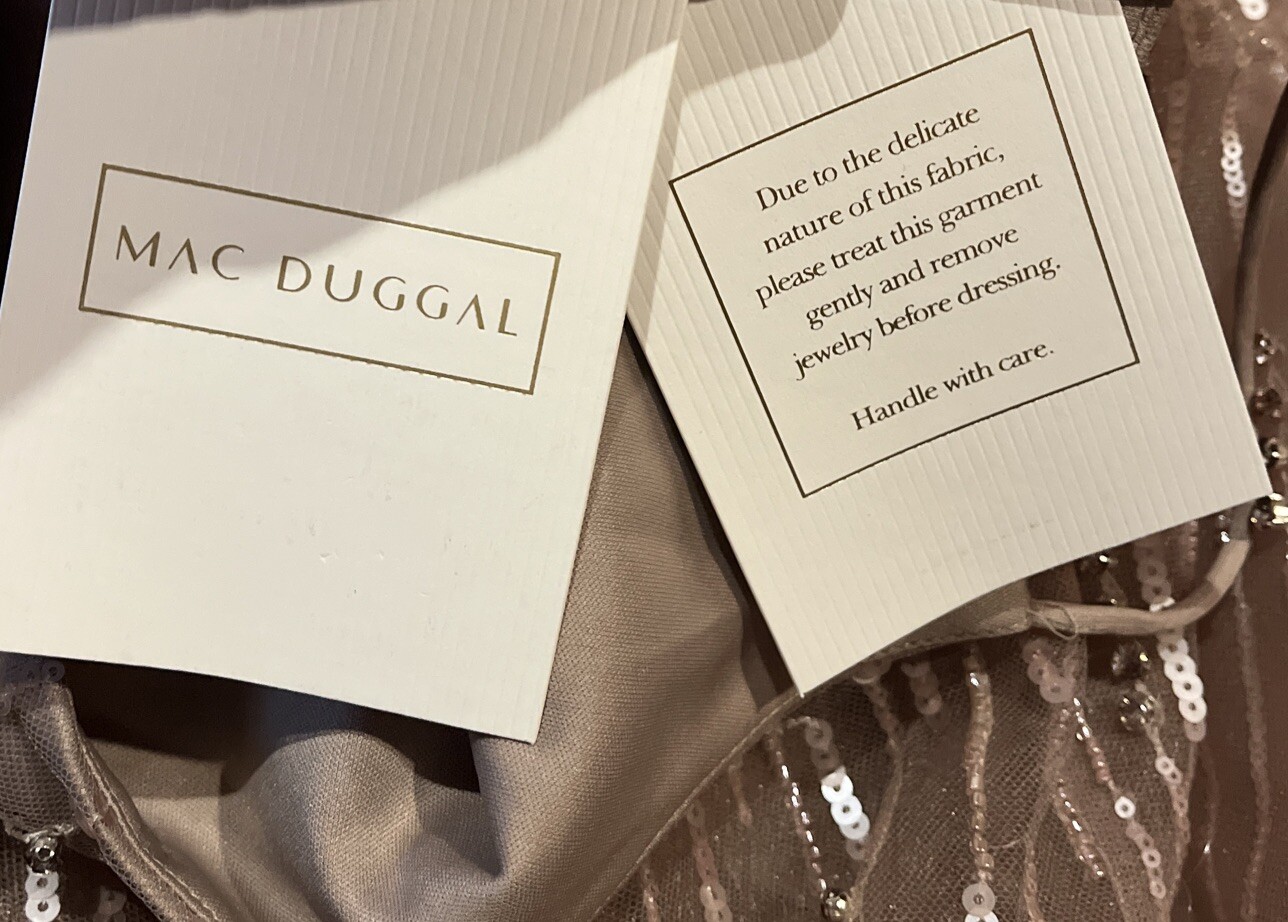 MAC DUGGAL
Due to the delicate
nature of this fabric,
please treat this garment
gently and remove
jewelry before dressing.
Handle with care.